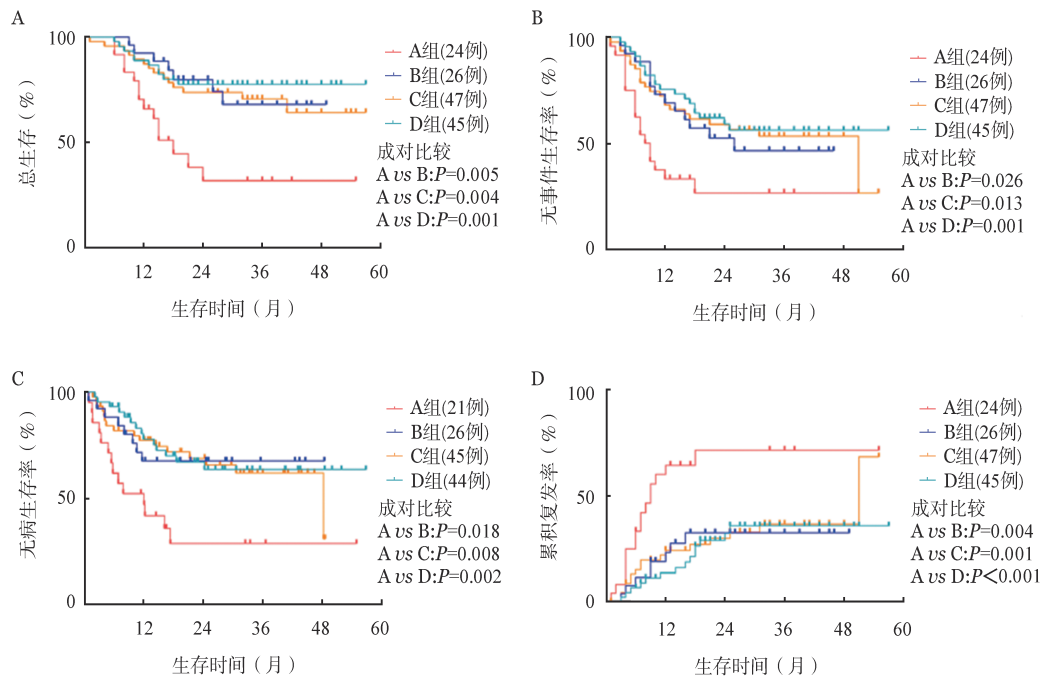 A
总生存（%）
100
50
0
12 24 36 48 60
生存时间（月）
A组(24例)
B组(26例)
C组(47例)
D组(45例)
成对比较
A vs B:P=0.005
A vs C:P=0.004
A vs D:P=0.001
B
无事件生存率（%）
100
50
0
12 24 36 48 60
生存时间（月）
A组(24例)
B组(26例)
C组(47例)
D组(45例)
成对比较
A vs B:P=0.026
A vs C:P=0.013
A vs D:P=0.001
C
无病生存率（%）
100
50
0
12 24 36 48 60
生存时间（月）
A组(21例)
B组(26例)
C组(45例)
D组(44例)
成对比较
A vs B:P=0.018
A vs C:P=0.008
A vs D:P=0.002
D
累积复发率（%）
100
50
0
12 24 36 48 60
生存时间（月）
A组(24例)
B组(26例)
C组(47例)
D组(45例)
成对比较
A vs B:P=0.004
A vs C:P=0.001
A vs D:P＜0.001